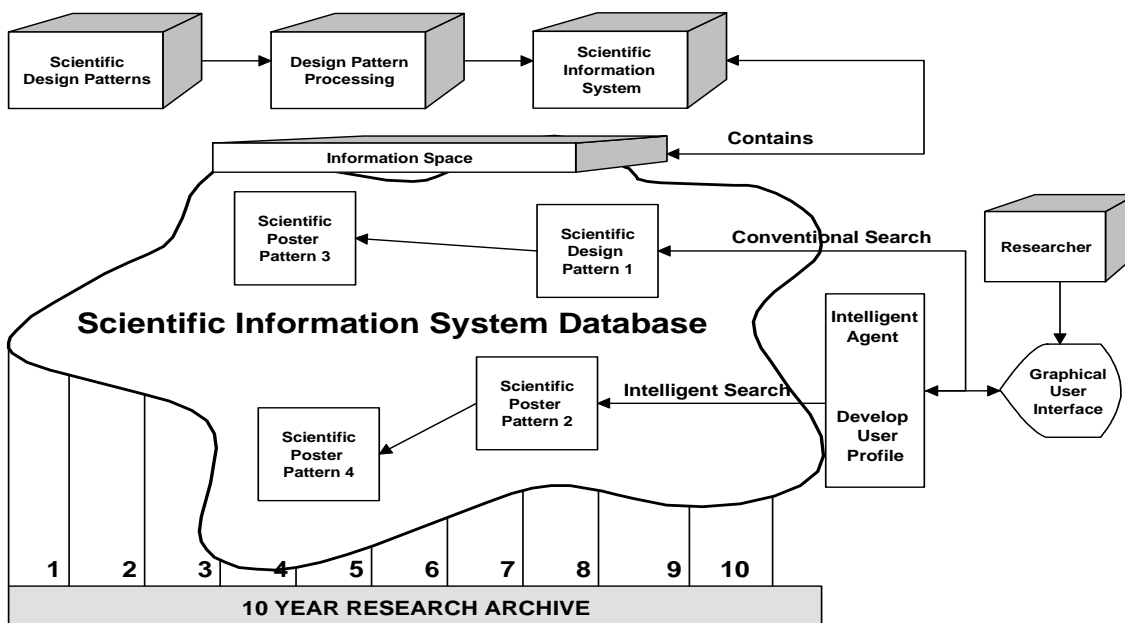 Scientific
Design Patterns
Design Pattern
Processing
Scientific
Information
System
Contains
Information Space
Scientific
Poster
Pattern 3
Scientific
Design
Pattern 1
Conventional Search
Researcher
Scientific Information System Database
Intelligent
Agent
Develop
User
Profile
Graphical
User
Interface
Scientific
Poster
Pattern 2
Intelligent Search
Scientific
Poster
Pattern 4
1 2 3 4 5 6 7 8 9 10
10 YEAR RESEARCH ARCHIVE